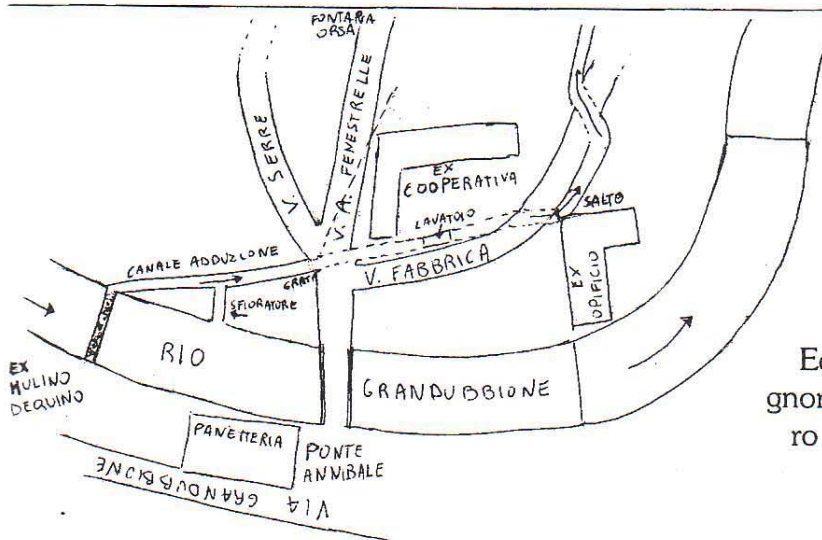 FONTANA
ORSA
V. SERRE
V. A. FENESTRELLE
EX
COOPERATIVA
LAVATOIO
SALTO
CANALE ADDUZIONE
GRATA
V. FABBRICA
SFIORATORE
EX
OPIFICIO
RIO
GRANDUBBIONE
EX
MULINO
DEQUINO
PANETTERIA
PONTE
ANNIBALE
VIA GRANDUBBIONE
gnor
ro